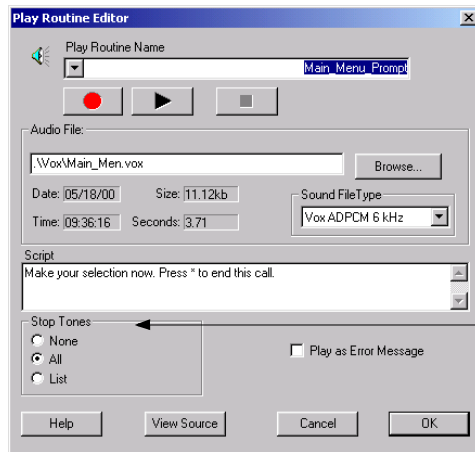 Play Routine Editor
Play Routine Name
Main_Menu_Prompt
Audio File:
.\Vox\Main_Men.vox
Browse...
Date: 05/18/00 Size: 11.12kb
Sound FileType
Time: 09:36:16 Seconds: 3.71
Vox ADPCM 6 kHz
Script
Make your selection now. Press * to end this call.
Stop Tones
None
All
List
Play as Error Message
Help View Source Cancel OK